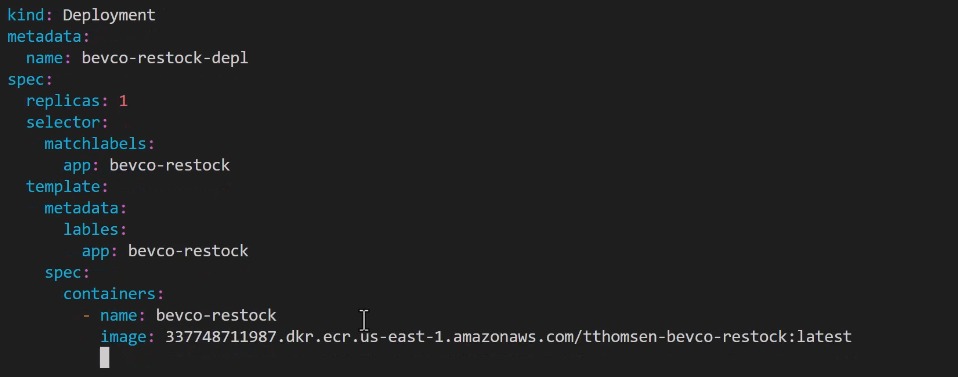 kind: Deployment
metadata:
  name: bevco-restock-depl
spec:
  replicas: 1
  selector:
    matchlabels:
      app: bevco-restock
  template:
    metadata:
      lables:
        app: bevco-restock
    spec:
      containers:
        - name: bevco-restock
          image: 337748711987.dkr.ecr.us-east-1.amazonaws.com/tthomsen-bevco-restock:latest